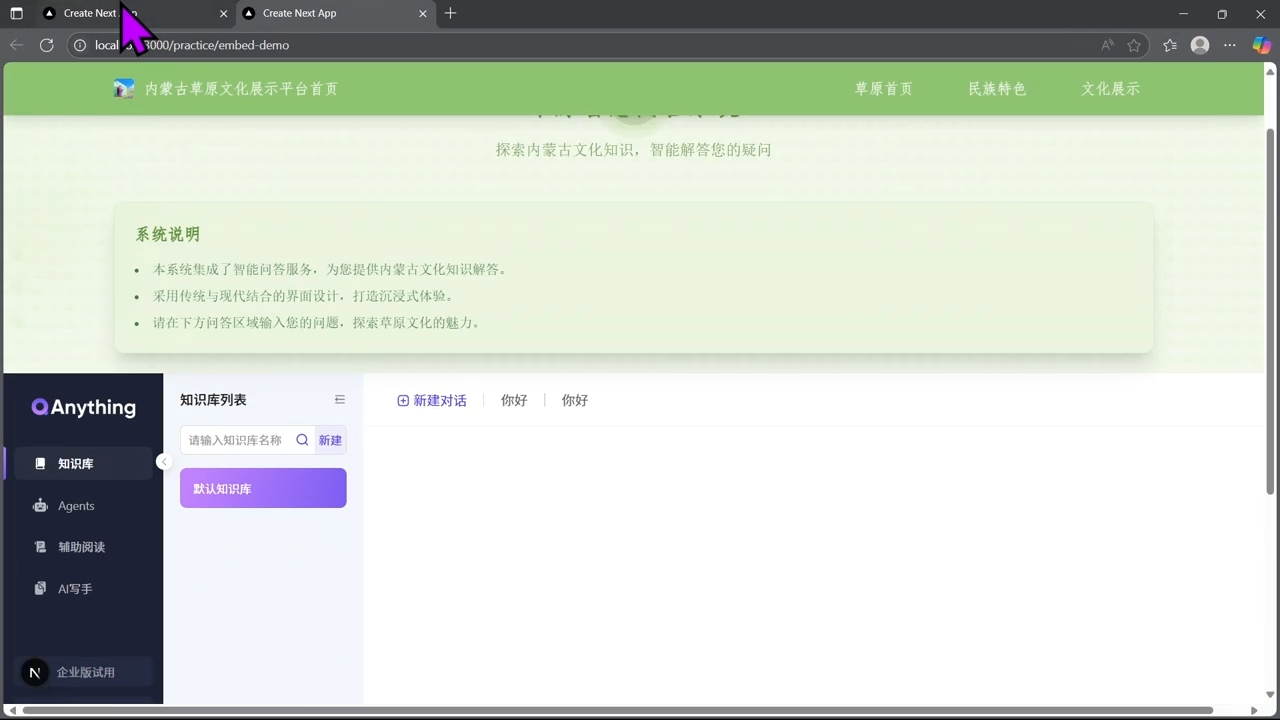 Create Next App
Create Next App
3000/practice/embed-demo
内蒙古草原文化展示平台首页
草原首页
民族特色
文化展示
探索内蒙古文化知识，智能解答您的疑问
系统说明
本系统集成了智能问答服务，为您提供内蒙古文化知识解答。
采用传统与现代结合的界面设计，打造沉浸式体验。
请在下方问答区域输入您的问题，探索草原文化的魅力。
QAnything
知识库
Agents
辅助阅读
AI写手
N 企业版试用
知识库列表
请输入知识库名称
新建
默认知识库
新建对话
你好
你好